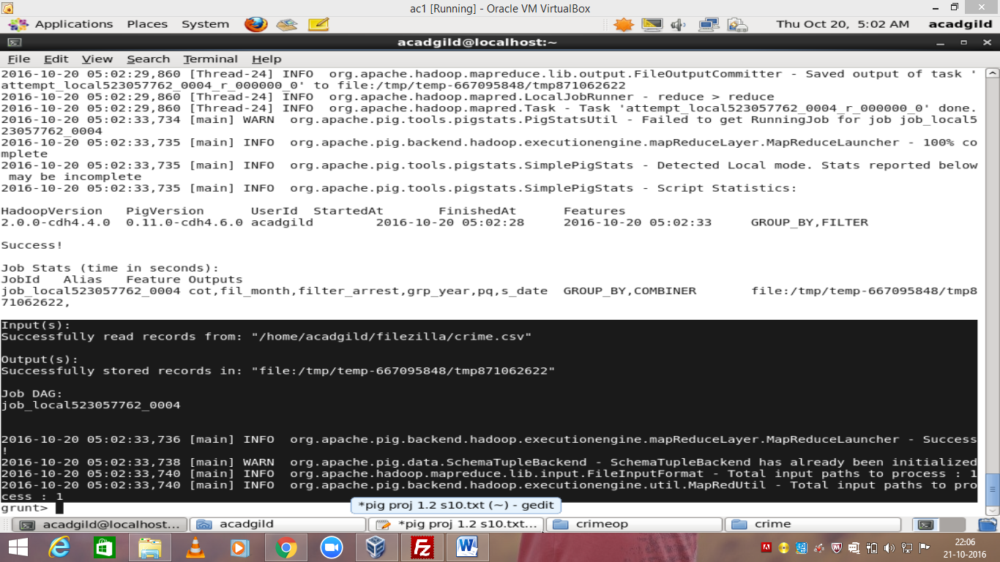 ac1 [Running] - Oracle VM VirtualBox
Applications Places System Thu Oct 20, 5:02 AM acadgild
acadgild@localhost:~
File Edit View Search Terminal Help
2016-10-20 05:02:29,860 [Thread-24] INFO  org.apache.hadoop.mapreduce.lib.output.FileOutputCommitter - Saved output of task '
attempt_local523057762_0004_r_000000_0' to file:/tmp/temp-667095848/tmp871062622
2016-10-20 05:02:29,860 [Thread-24] INFO  org.apache.hadoop.mapred.LocalJobRunner - reduce > reduce
2016-10-20 05:02:29,860 [Thread-24] INFO  org.apache.hadoop.mapred.Task - Task 'attempt_local523057762_0004_r_000000_0' done.
2016-10-20 05:02:33,734 [main] WARN  org.apache.pig.tools.pigstats.PigStatsUtil - Failed to get RunningJob for job job_local5
23057762_0004
2016-10-20 05:02:33,735 [main] INFO  org.apache.pig.backend.hadoop.executionengine.mapReduceLayer.MapReduceLauncher - 100% co
mplete
2016-10-20 05:02:33,735 [main] INFO  org.apache.pig.tools.pigstats.SimplePigStats - Detected Local mode. Stats reported below
 may be incomplete
2016-10-20 05:02:33,735 [main] INFO  org.apache.pig.tools.pigstats.SimplePigStats - Script Statistics:
HadoopVersion PigVersion UserId StartedAt FinishedAt Features
2.0.0-cdh4.4.0 0.11.0-cdh4.6.0 acadgild 2016-10-20 05:02:28 2016-10-20 05:02:33 GROUP_BY,FILTER
Success!
Job Stats (time in seconds):
JobId Alias Feature Outputs
job_local523057762_0004 cot,fil_month,filter_arrest,grp_year,pq,s_date GROUP_BY,COMBINER file:/tmp/temp-667095848/tmp8
71062622,
Input(s):
Successfully read records from: "/home/acadgild/filezilla/crime.csv"
Output(s):
Successfully stored records in: "file:/tmp/temp-667095848/tmp871062622"
Job DAG:
job_local523057762_0004
2016-10-20 05:02:33,736 [main] INFO  org.apache.pig.backend.hadoop.executionengine.mapReduceLayer.MapReduceLauncher - Success
!
2016-10-20 05:02:33,738 [main] WARN  org.apache.pig.data.SchemaTupleBackend - SchemaTupleBackend has already been initialized
2016-10-20 05:02:33,740 [main] INFO  org.apache.hadoop.mapreduce.lib.input.FileInputFormat - Total input paths to process : 1
2016-10-20 05:02:33,740 [main] INFO  org.apache.pig.backend.hadoop.executionengine.util.MapRedUtil - Total input paths to pro
cess : 1
grunt>
*pig proj 1.2 s10.txt (~) - gedit
acadgild@localhost... acadgild *pig proj 1.2 s10.txt... crimeop crime
22:06
21-10-2016